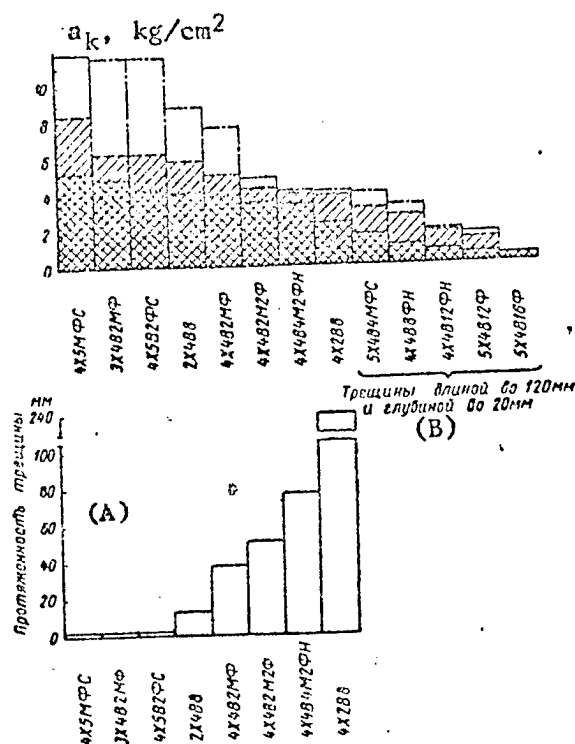 a_k, kg/cm²
10
8
6
4
2
0
4Х5МФС
3Х4В2МФ
4Х5В2ФС
2Х4В8
4Х4В2МФ
4Х4В2М2Ф
4Х4В4М2ФН
4Х2В8
5Х4В4МФС
4Х4В8ФН
4Х4В12ФН
5Х4В12Ф
5Х4В16Ф
Трещины длиной до 120мм
и глубиной до 20мм
(В)
Протяженность трещины
мм
240
100
80
60
40
20
0
(А)
4Х5МФС
3Х4В2МФ
4Х5В2ФС
2Х4В8
4Х4В2МФ
4Х4В2М2Ф
4Х4В4М2ФН
4Х2В8